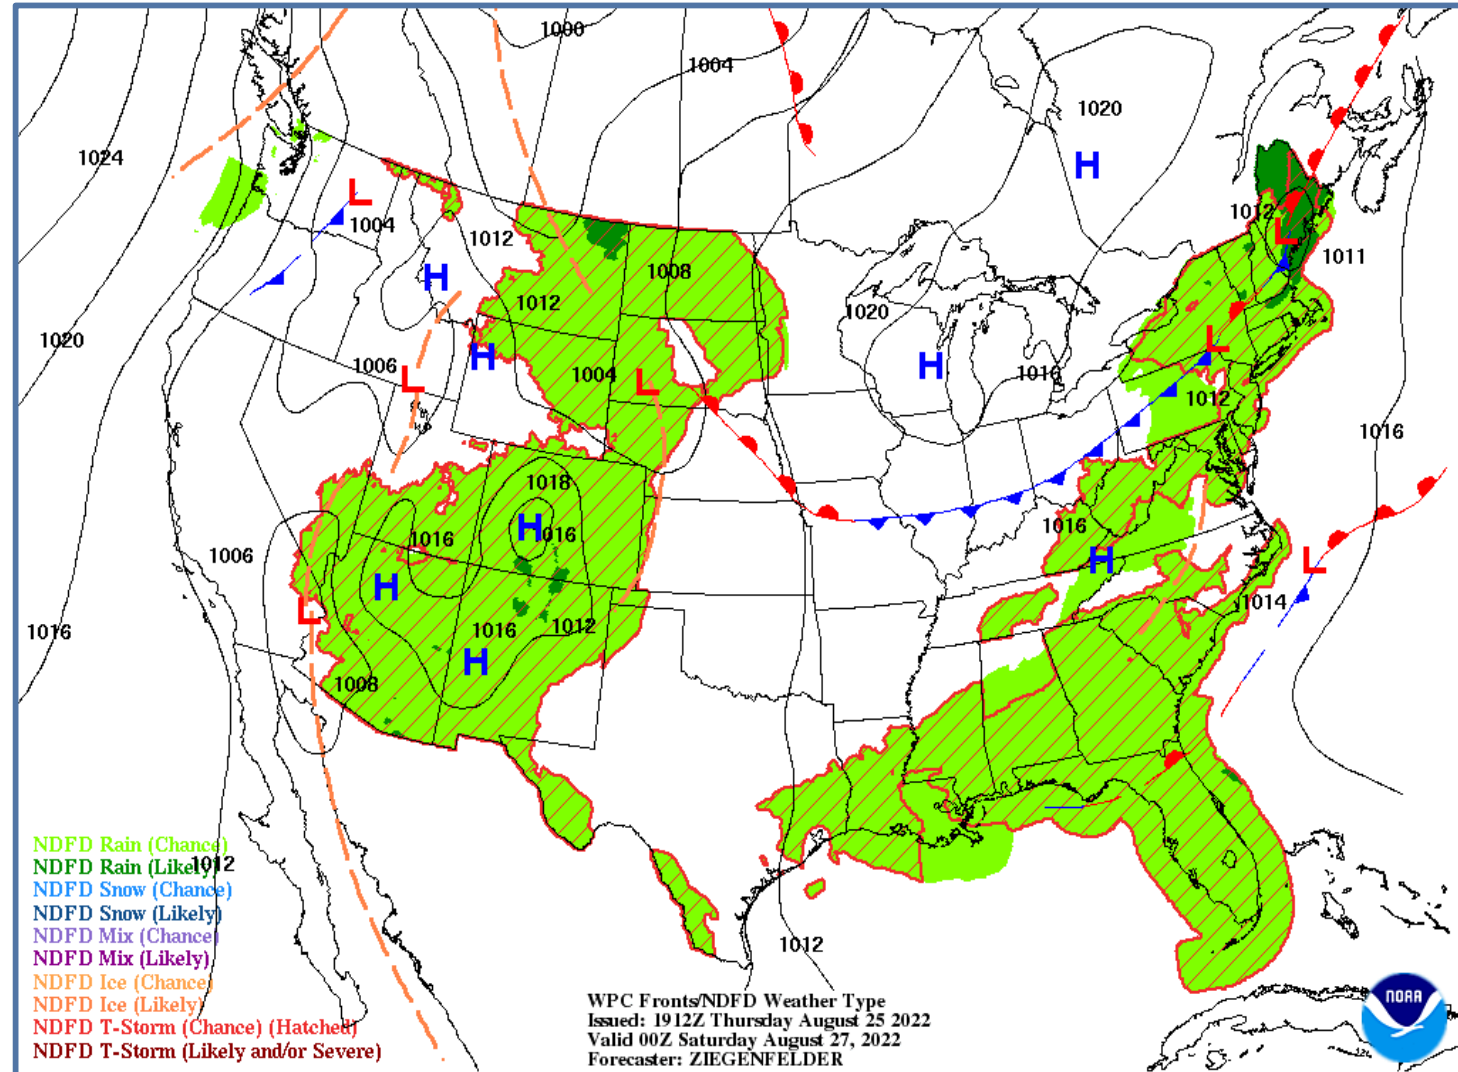 1000
1004
1020
1024
H
L
1004
1012
1012
L
1011
1012
1008
H
1012
1020
1020
L
H
H
1016
1006
L
1004
L
1012
1016
1018
H
1016
1016
1016
H
1006
L
1014
H
L
1016
1016
1012
H
1008
NDFD Rain (Chance)
NDFD Rain (Likely)
1012
NDFD Snow (Chance)
NDFD Snow (Likely)
NDFD Mix (Chance)
NDFD Mix (Likely)
NDFD Ice (Chance)
NDFD Ice (Likely)
NDFD T-Storm (Chance) (Hatched)
NDFD T-Storm (Likely and/or Severe)
1012
WPC Fronts/NDFD Weather Type
Issued: 1912Z Thursday August 25 2022
Valid 00Z Saturday August 27, 2022
Forecaster: ZIEGENFELDER
NOAA